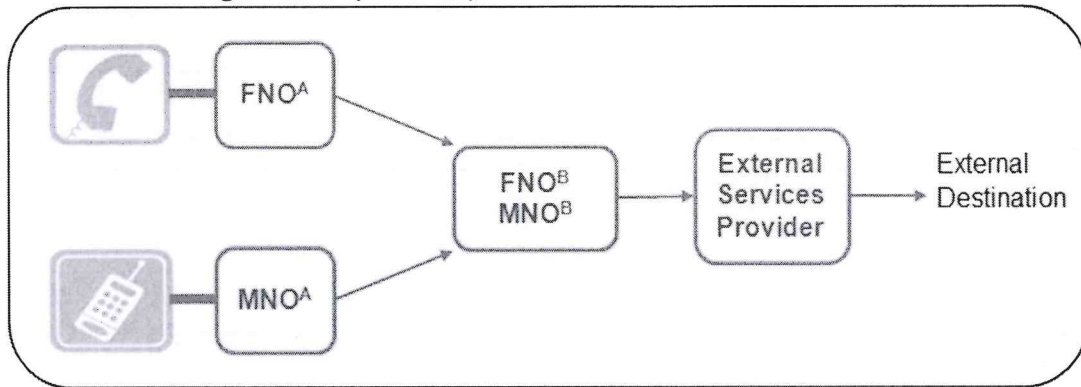 FNOᴬ
FNOᴮ
MNOᴮ
External
Services
Provider
External
Destination
MNOᴬ